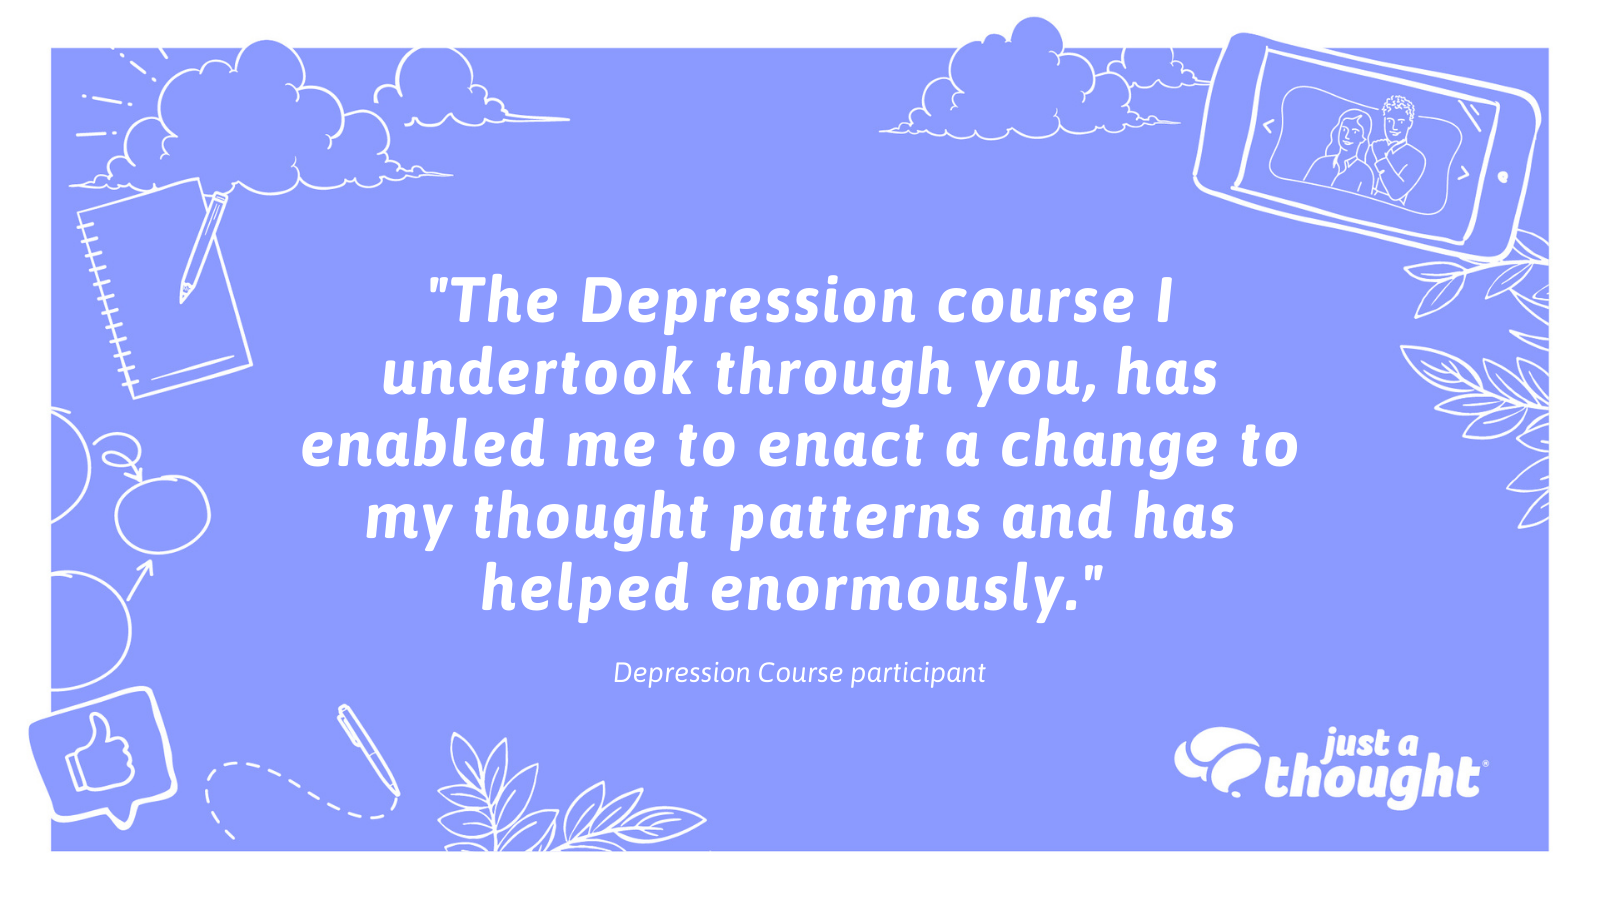 "The Depression course I
undertook through you, has
enabled me to enact a change to
my thought patterns and has
helped enormously."
Depression Course participant
just a
thought®